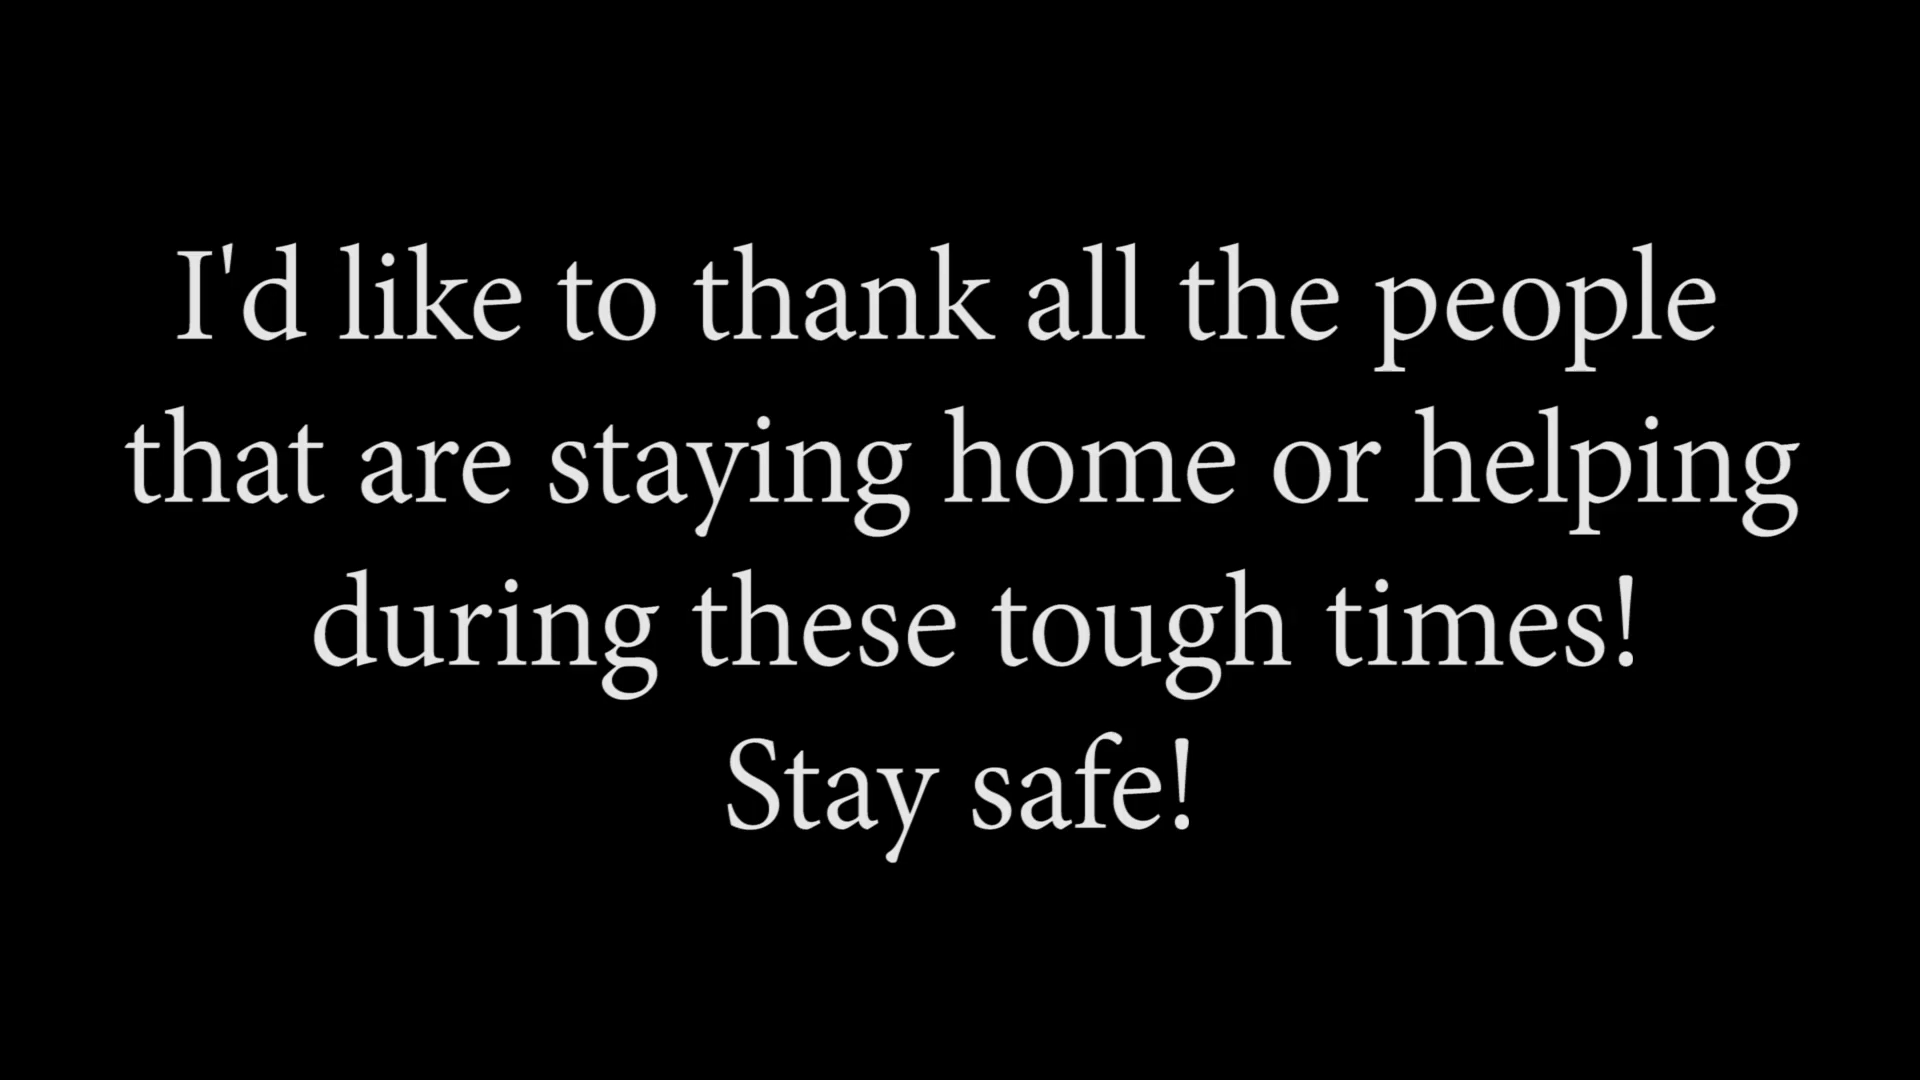 I'd like to thank all the people
that are staying home or helping
during these tough times!
Stay safe!